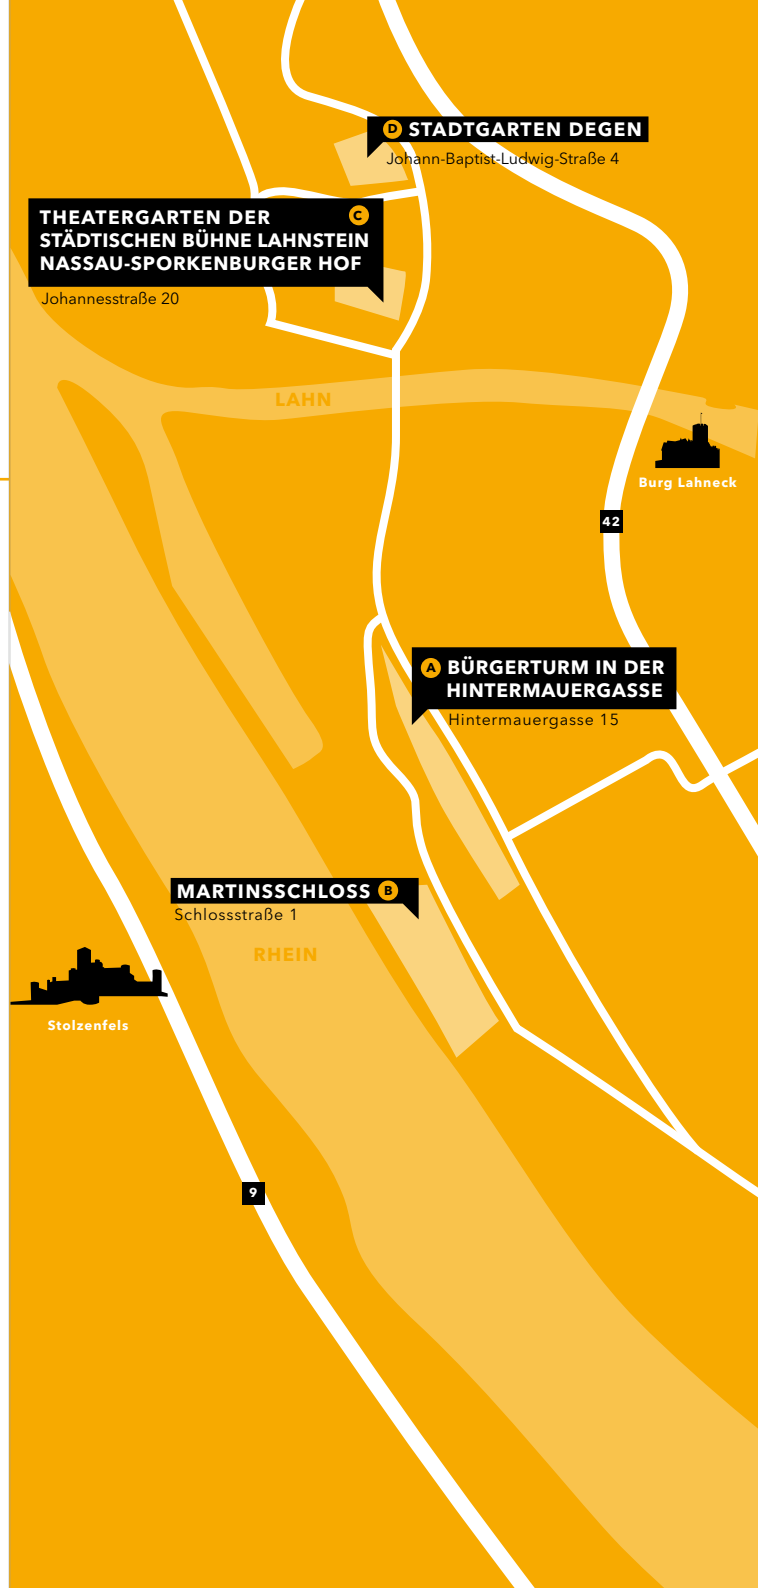 D STADTGARTEN DEGEN
Johann-Baptist-Ludwig-Straße 4
THEATERGARTEN DER C
STÄDTISCHEN BÜHNE LAHNSTEIN
NASSAU-SPORKENBURGER HOF
Johannesstraße 20
LAHN
Burg Lahneck
42
A BÜRGERTURM IN DER
HINTERMAUERGASSE
Hintermauergasse 15
MARTINSSCHLOSS B
Schlossstraße 1
RHEIN
Stolzenfels
9